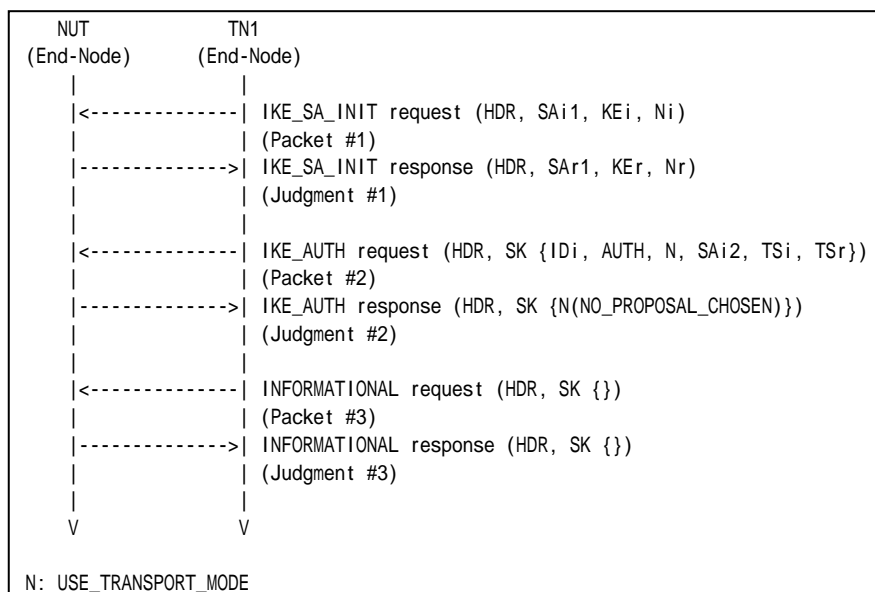 NUT TN1
(End-Node) (End-Node)
| |
|<--------------| IKE_SA_INIT request (HDR, SAi1, KEi, Ni)
| | (Packet #1)
|-------------->| IKE_SA_INIT response (HDR, SAr1, KEr, Nr)
| | (Judgment #1)
| |
|<--------------| IKE_AUTH request (HDR, SK {IDi, AUTH, N, SAi2, TSi, TSr})
| | (Packet #2)
|-------------->| IKE_AUTH response (HDR, SK {N(NO_PROPOSAL_CHOSEN)})
| | (Judgment #2)
| |
|<--------------| INFORMATIONAL request (HDR, SK {})
| | (Packet #3)
|-------------->| INFORMATIONAL response (HDR, SK {})
| | (Judgment #3)
| |
V V
N: USE_TRANSPORT_MODE